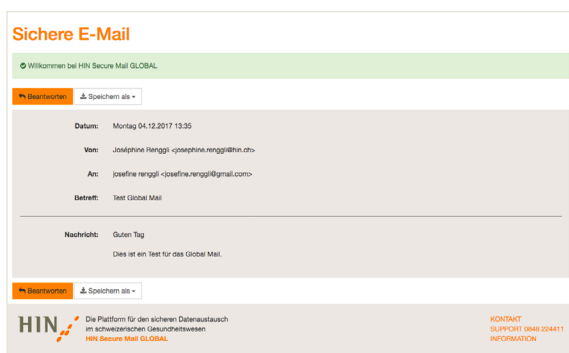 Sichere E-Mail
Willkommen bei HIN Secure Mail GLOBAL
Beantworten Speichern als
Datum: Montag 04.12.2017 13:35
Von: Joséphine Renggli <josephine.renggli@hin.ch>
An: josefine renggli <josefine.renggli@gmail.com>
Betreff: Test Global Mail
Nachricht: Guten Tag
Dies ist ein Test für das Global Mail.
Beantworten Speichern als
HIN
Die Plattform für den sicheren Datenaustausch
im schweizerischen Gesundheitswesen
HIN Secure Mail GLOBAL
KONTAKT
SUPPORT 0848 224411
INFORMATION